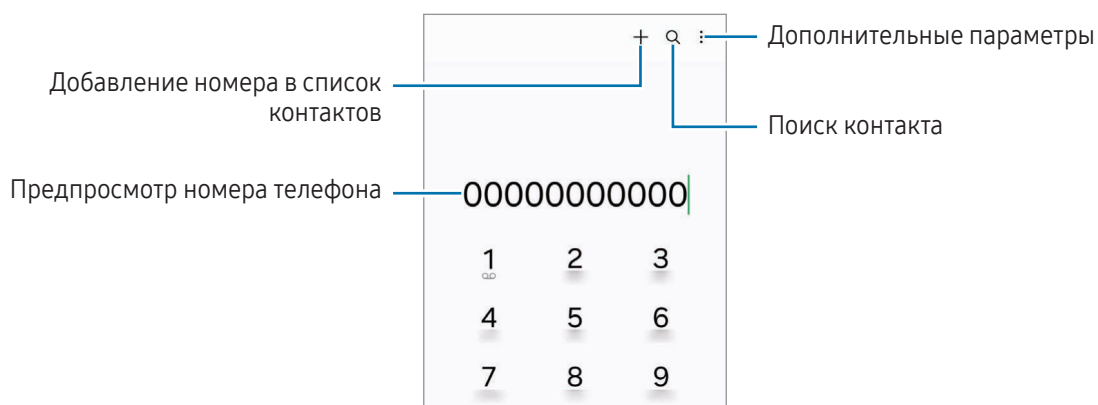 Дополнительные параметры
Добавление номера в список
контактов
Поиск контакта
Предпросмотр номера телефона
00000000000
1 2 3
4 5 6
7 8 9